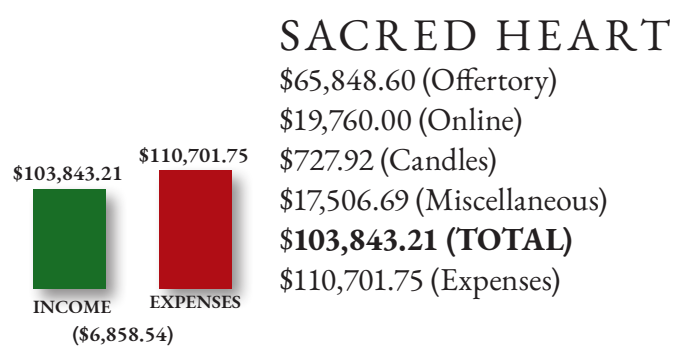 SACRED HEART
$65,848.60 (Offertory)
$19,760.00 (Online)
$727.92 (Candles)
$17,506.69 (Miscellaneous)
$103,843.21 (TOTAL)
$110,701.75 (Expenses)
$103,843.21
$110,701.75
INCOME
EXPENSES
($6,858.54)